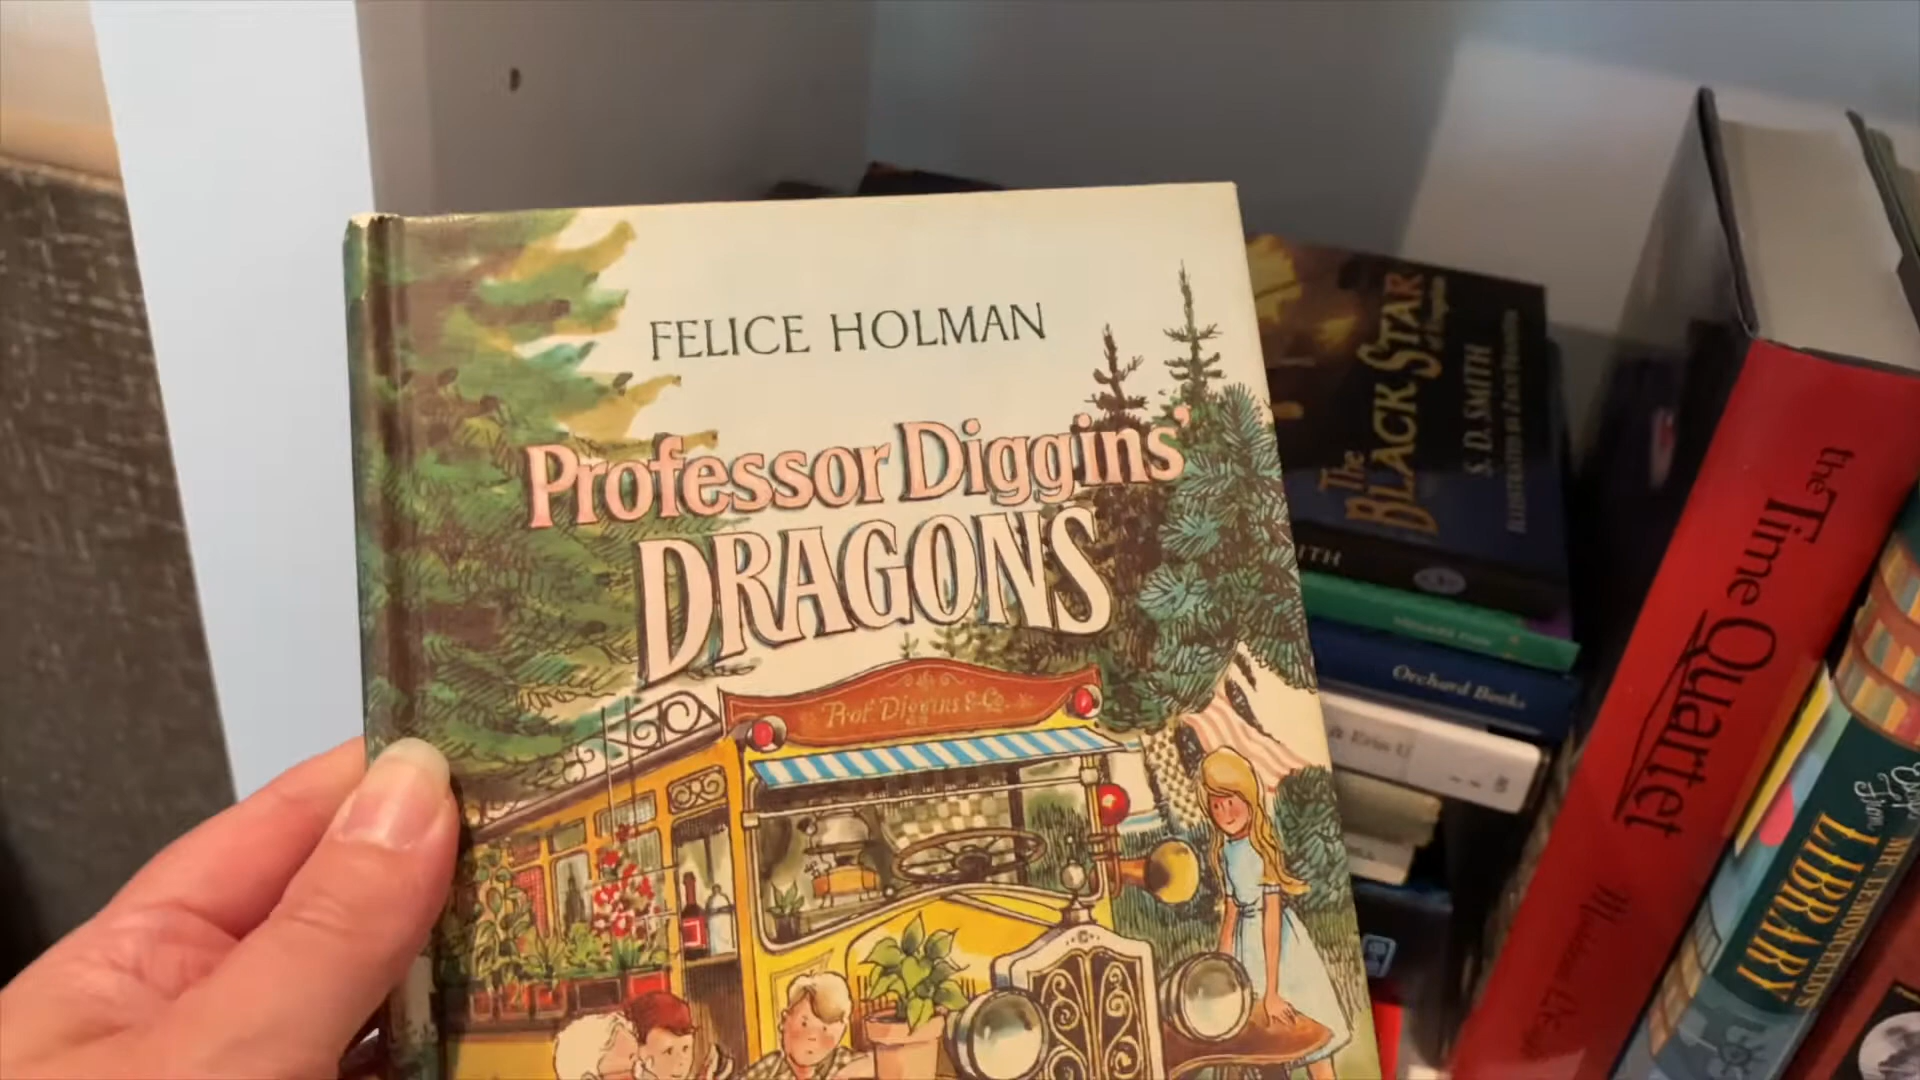 FELICE HOLMAN
Professor Diggins'
DRAGONS
Prof. Diggins & Co.
The
BLACK STAR
S. D. SMITH
ITH
Orchard Books
the Time Quartet
MR. LEMONCELLO'S
LIBRARY